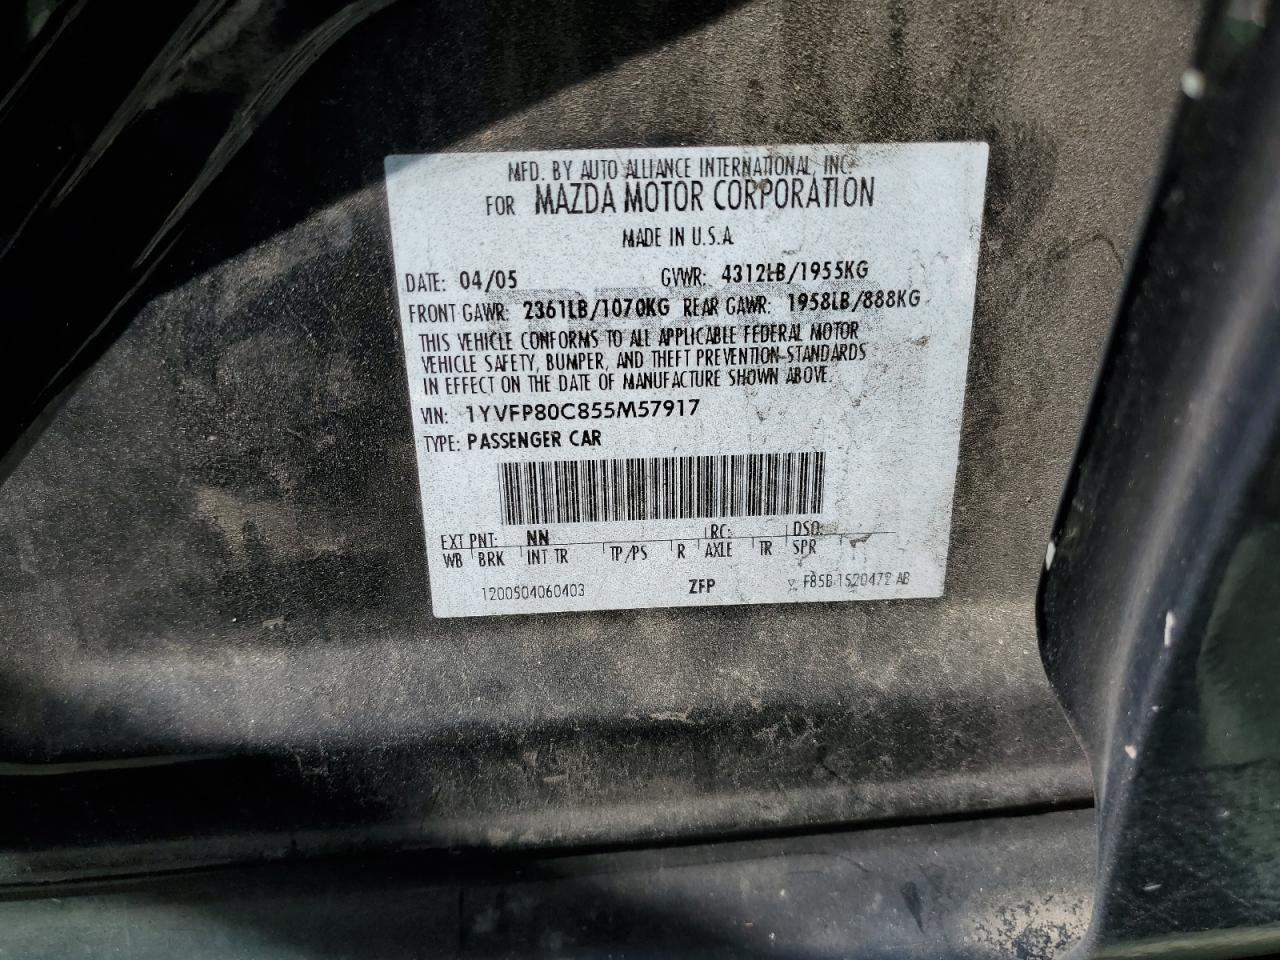 MFD. BY AUTO ALLIANCE INTERNATIONAL, INC.
FOR MAZDA MOTOR CORPORATION
MADE IN U.S.A.
DATE: 04/05 GVWR: 4312LB/1955KG
FRONT GAWR: 2361LB/1070KG REAR GAWR: 1958LB/888KG
THIS VEHICLE CONFORMS TO ALL APPLICABLE FEDERAL MOTOR
VEHICLE SAFETY, BUMPER, AND THEFT PREVENTION STANDARDS
IN EFFECT ON THE DATE OF MANUFACTURE SHOWN ABOVE.
VIN: 1YVFP80C855M57917
TYPE: PASSENGER CAR
EXT PNT: NN RC: DSO:
WB BRK INT TR TP/PS R AXLE TR SPR
1200504060403 ZFP F85B 1520472 AB